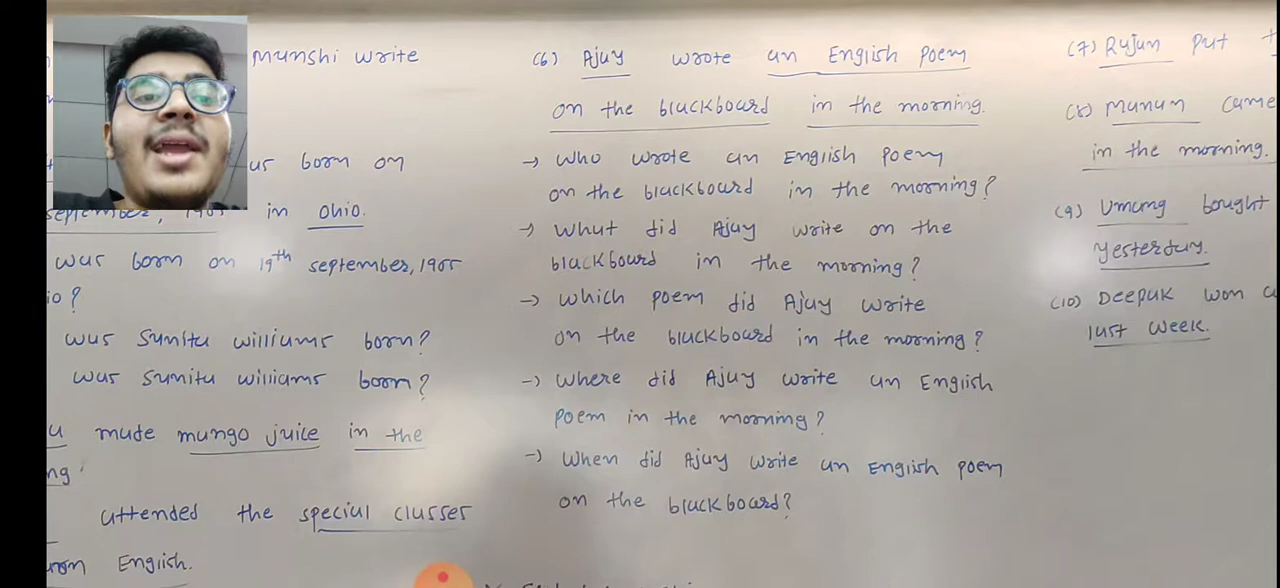 munshi write
born on
september, in ohio.
was born on 19th september, 1965
io?
was sunita williams born?
was sunita williams born?
made mango juice in the
ng.
attended the special classes
English.
(6) Ajay wrote an English poem
on the blackboard in the morning.
→ Who wrote an English poem
on the blackboard in the morning?
→ What did Ajay write on the
blackboard in the morning?
→ Which poem did Ajay write
on the blackboard in the morning?
→ Where did Ajay write an English
poem in the morning?
→ When did Ajay write an English poem
on the blackboard?
(7) Rajan put
(8) Manan came
in the morning.
(9) Umang bought
yesterday.
(10) Deepak won a
last week.